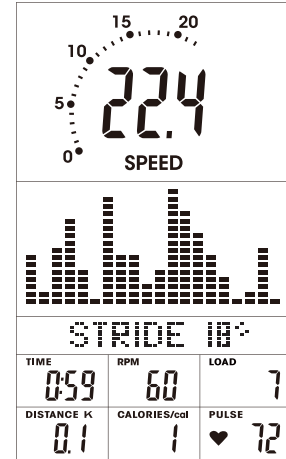 15 20
10
22.4
5
0
SPEED
STRIDE 18°
TIME RPM LOAD
0:59 60 7
DISTANCE K CALORIES/cal PULSE
0.1 1 72